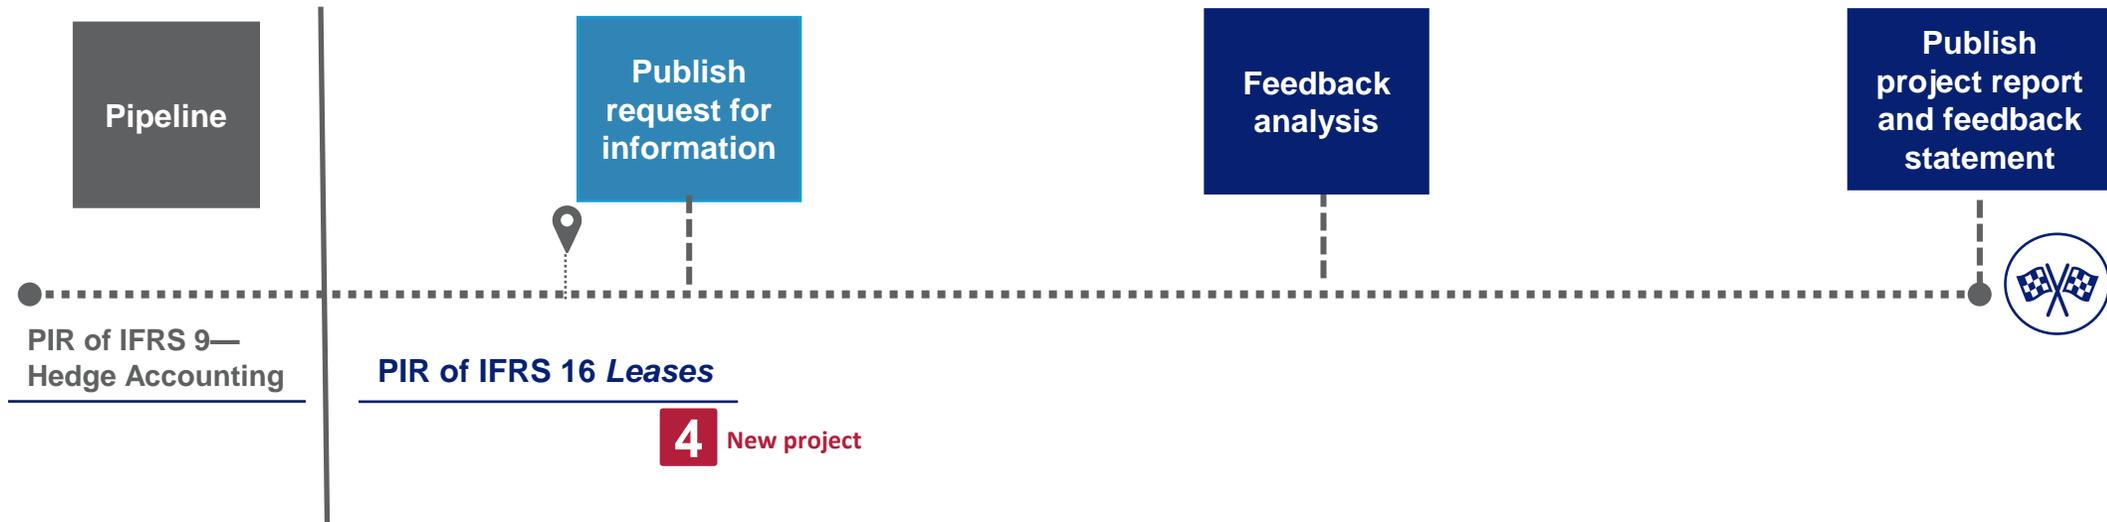 Pipeline
Publish
request for
information
Feedback
analysis
Publish
project report
and feedback
statement
PIR of IFRS 9—
Hedge Accounting
PIR of IFRS 16 Leases
4 New project